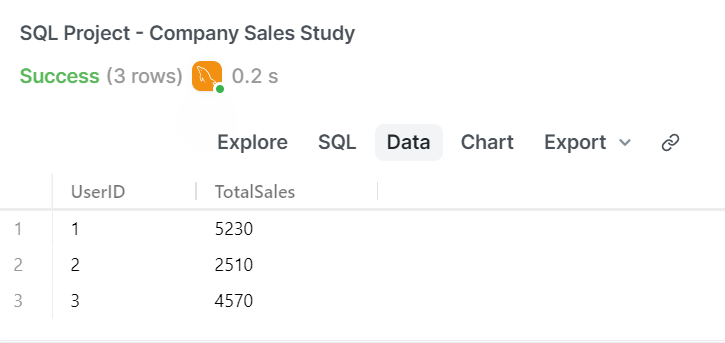 SQL Project - Company Sales Study
Success (3 rows) 0.2 s
Explore SQL Data Chart Export
UserID TotalSales
1 1 5230
2 2 2510
3 3 4570